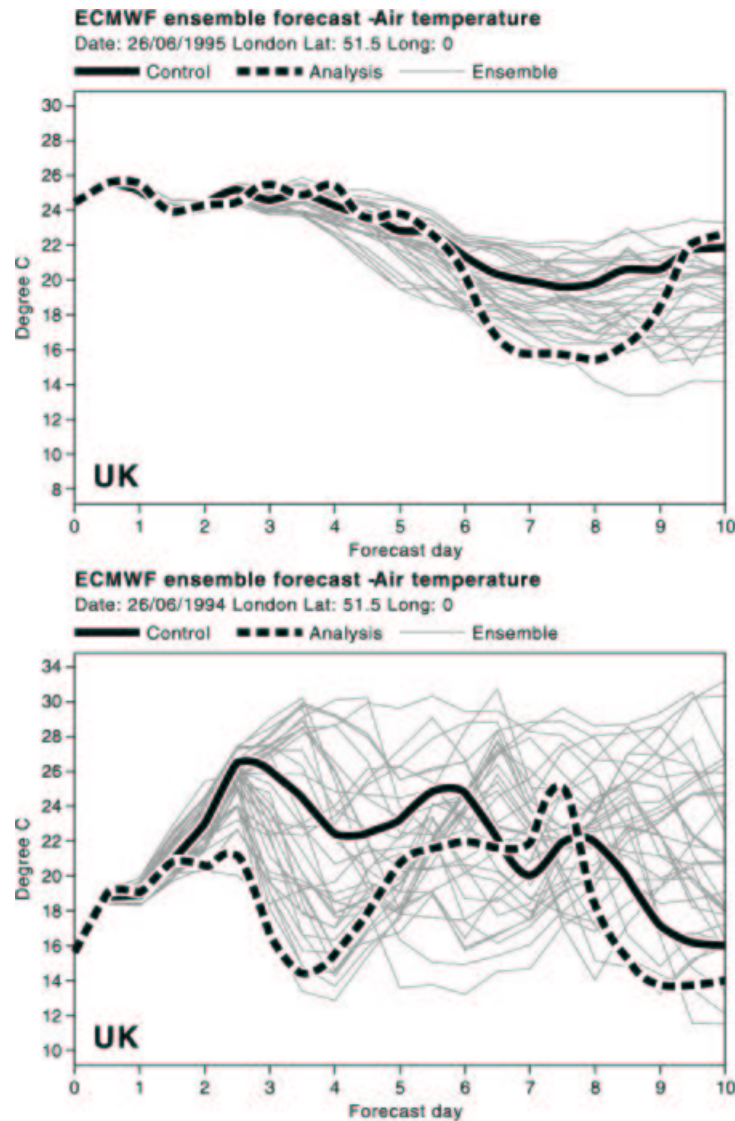 ECMWF ensemble forecast -Air temperature
Date: 26/06/1995 London Lat: 51.5 Long: 0
Control Analysis Ensemble
30
28
26
24
22
20
18
16
14
12
10
8
Degree C
UK
0 1 2 3 4 5 6 7 8 9 10
Forecast day
ECMWF ensemble forecast -Air temperature
Date: 26/06/1994 London Lat: 51.5 Long: 0
Control Analysis Ensemble
34
30
28
26
24
22
20
18
16
14
12
10
Degree C
UK
0 1 2 3 4 5 6 7 8 9 10
Forecast day